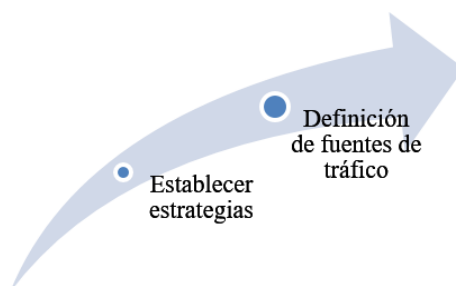 Definición
de fuentes de
tráfico
Establecer
estrategias